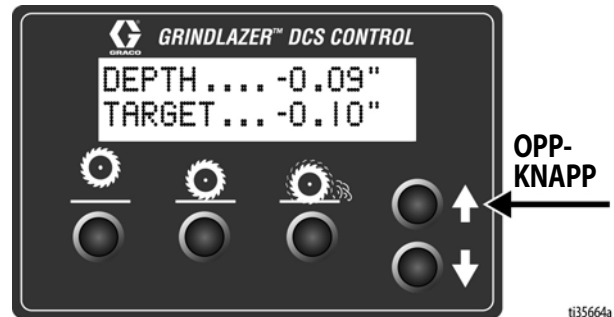 GRACO
GRINDLAZER™ DCS CONTROL
DEPTH....-0.09"
TARGET...-0.10"
OPP-
KNAPP
ti35664a